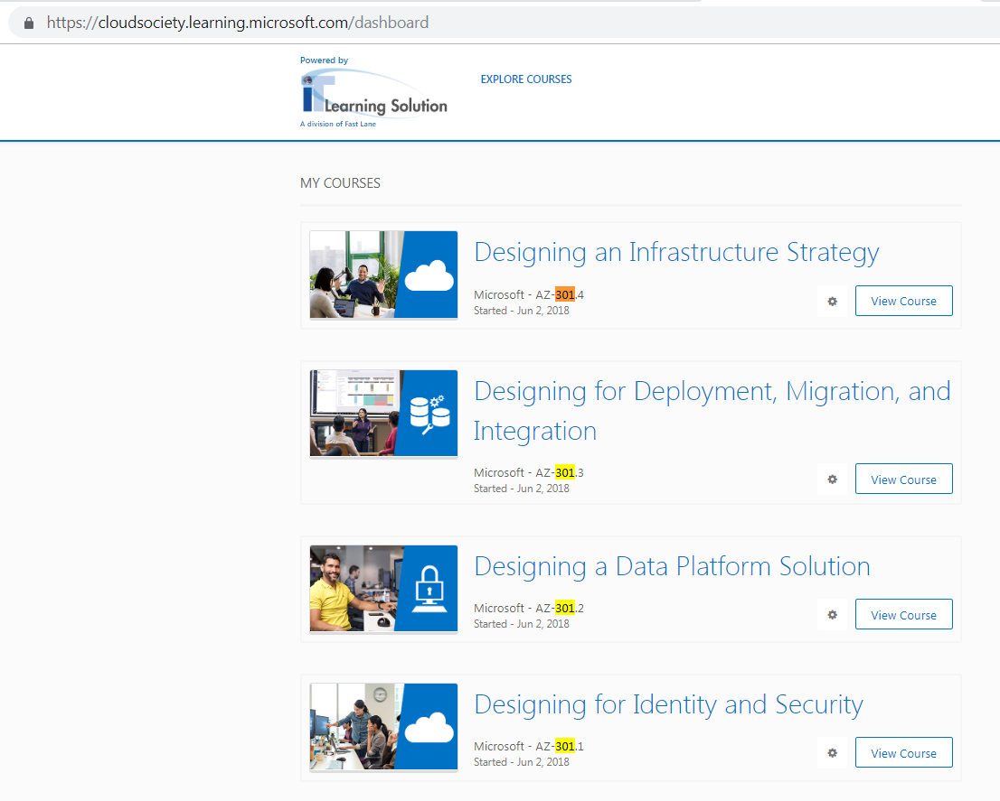 https://cloudsociety.learning.microsoft.com/dashboard
Powered by
iT Learning Solution
A division of Fast Lane
EXPLORE COURSES
MY COURSES
Designing an Infrastructure Strategy
Microsoft - AZ-301.4
Started - Jun 2, 2018
View Course
Designing for Deployment, Migration, and
Integration
Microsoft - AZ-301.3
Started - Jun 2, 2018
View Course
Designing a Data Platform Solution
Microsoft - AZ-301.2
Started - Jun 2, 2018
View Course
Designing for Identity and Security
Microsoft - AZ-301.1
Started - Jun 2, 2018
View Course